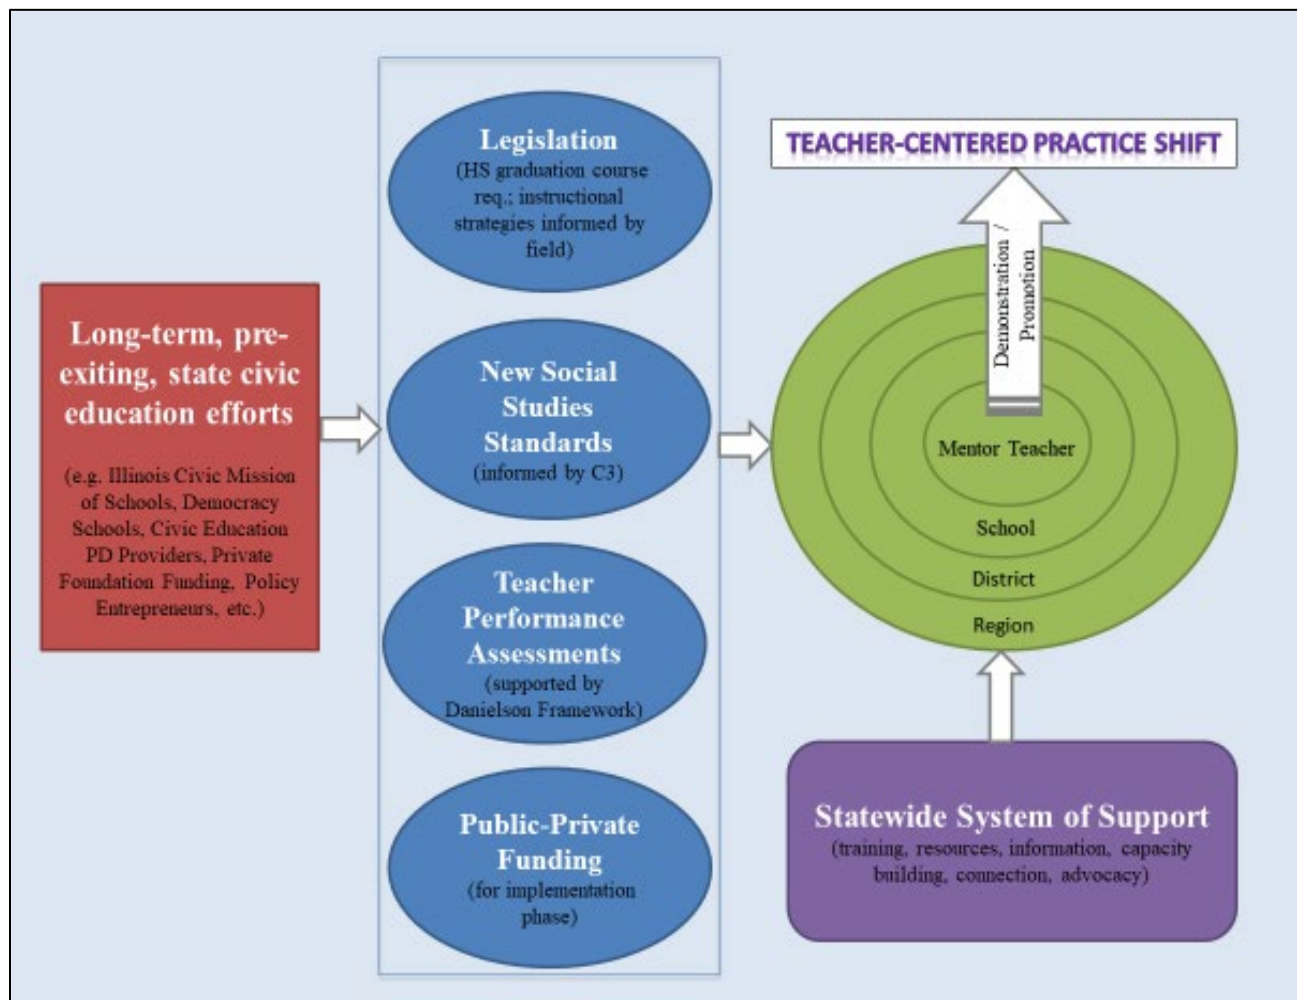 Long-term, pre-
exiting, state civic
education efforts
(e.g. Illinois Civic Mission
of Schools, Democracy
Schools, Civic Education
PD Providers, Private
Foundation Funding, Policy
Entrepreneurs, etc.)
Legislation
(HS graduation course
req.; instructional
strategies informed by
field)
New Social
Studies
Standards
(informed by C3)
Teacher
Performance
Assessments
(supported by
Danielson Framework)
Public-Private
Funding
(for implementation
phase)
TEACHER-CENTERED PRACTICE SHIFT
Demonstration /
Promotion
Mentor Teacher
School
District
Region
Statewide System of Support
(training, resources, information, capacity
building, connection, advocacy)